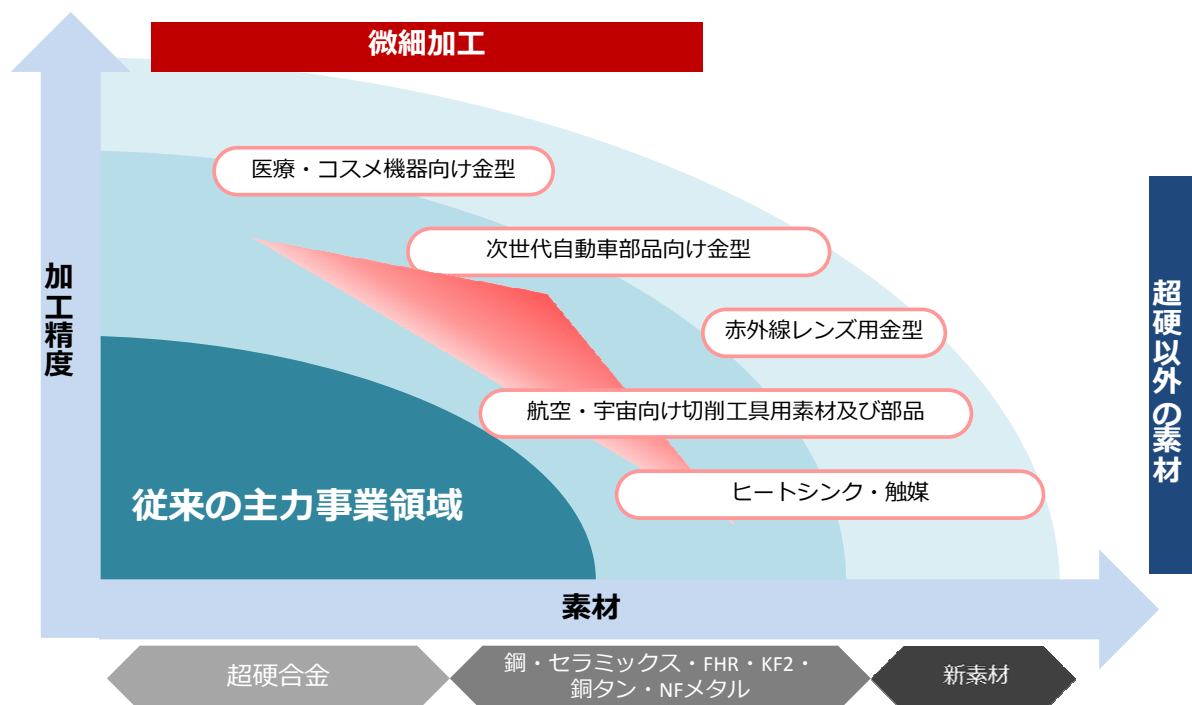 微細加工
医療・コスメ機器向け金型
次世代自動車部品向け金型
赤外線レンズ用金型
航空・宇宙向け切削工具用素材及び部品
ヒートシンク・触媒
従来の主力事業領域
加工精度
超硬以外の素材
素材
超硬合金
鋼・セラミックス・FHR・KF2・
銅タン・NFメタル
新素材